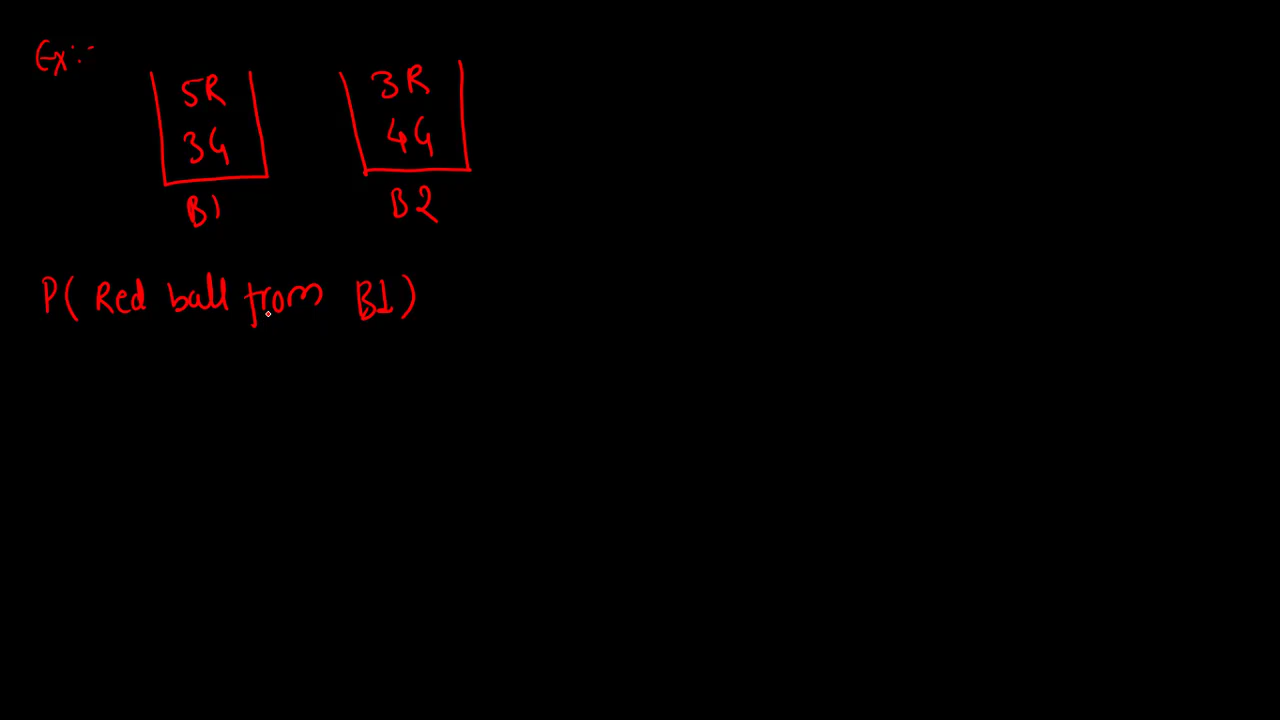 Ex:-
5R 3R
3G 4G
B1 B2
P( Red ball from B1)